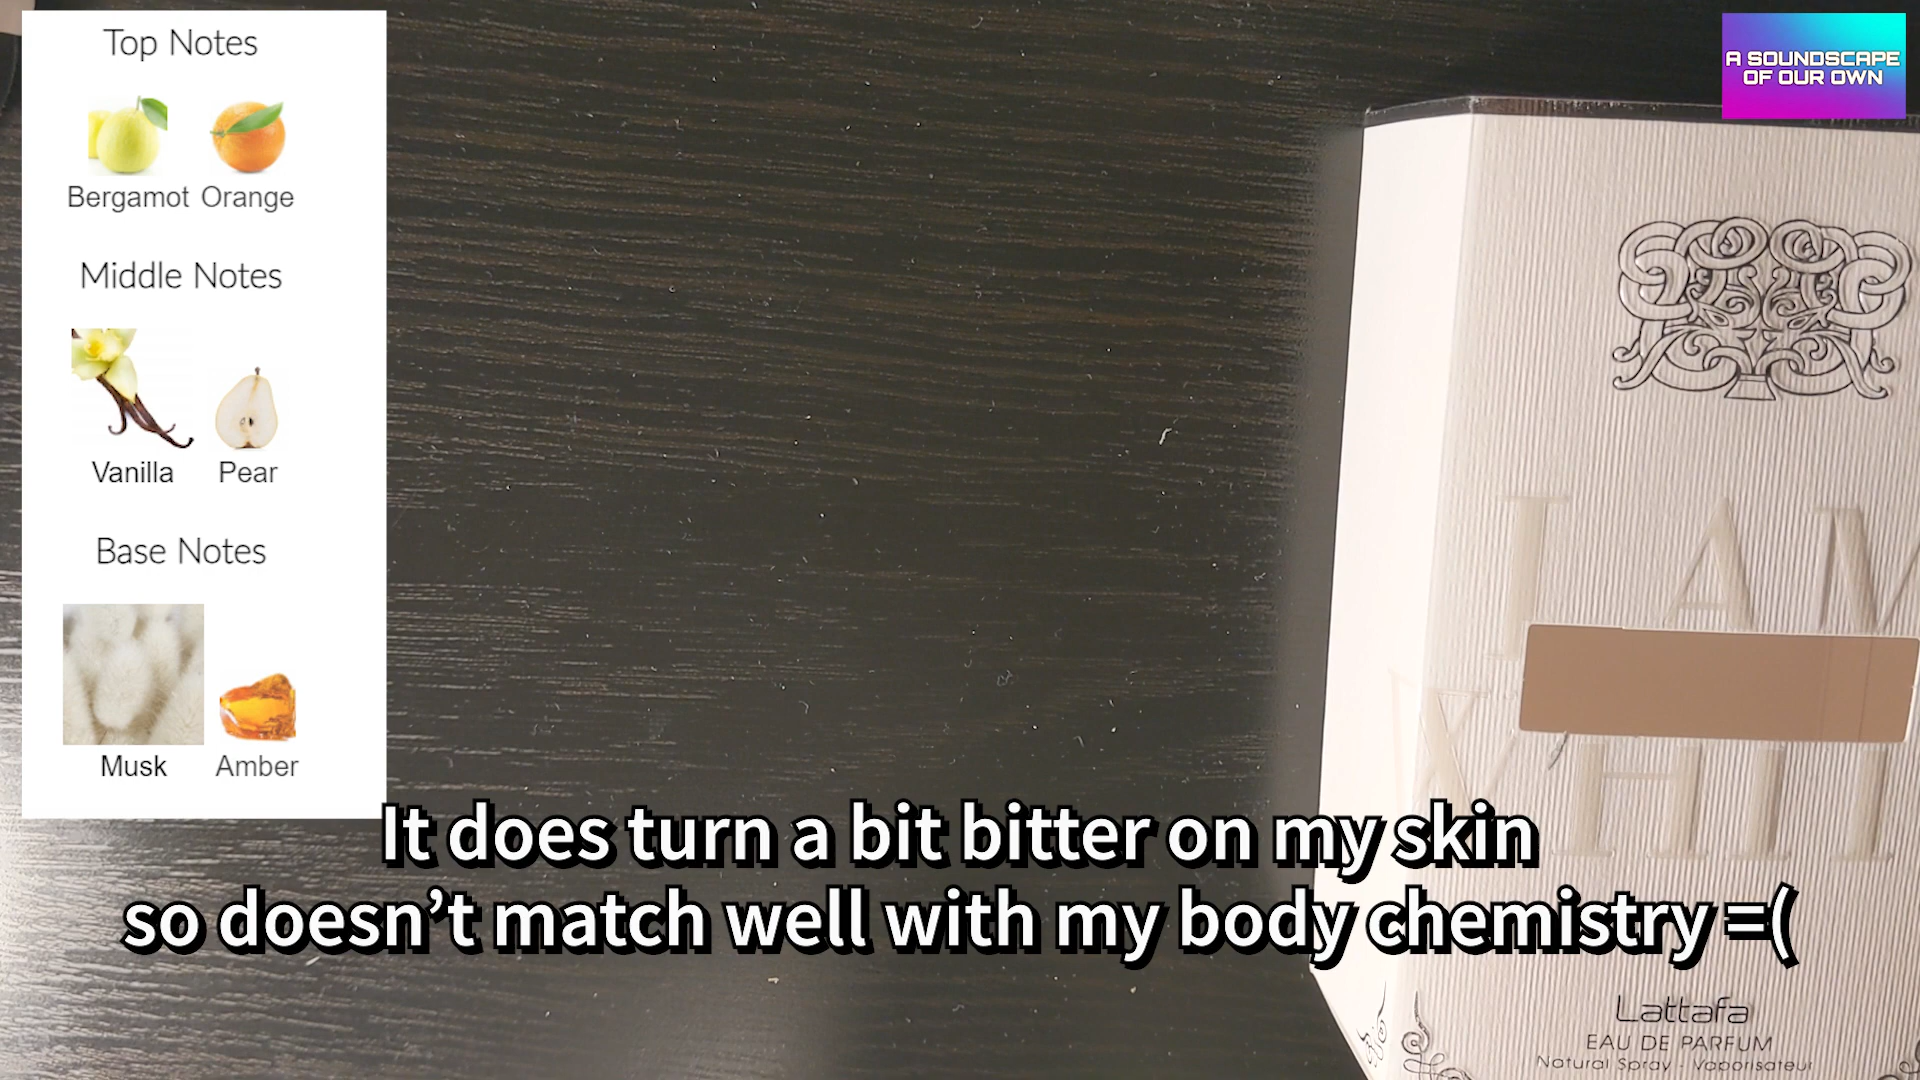 Top Notes
Bergamot Orange
Middle Notes
Vanilla Pear
Base Notes
Musk Amber
A SOUNDSCAPE
OF OUR OWN
I AM
WHIT
It does turn a bit bitter on my skin
so doesn’t match well with my body chemistry =(
Lattafa
EAU DE PARFUM
Natural Spray - Vaporisateur